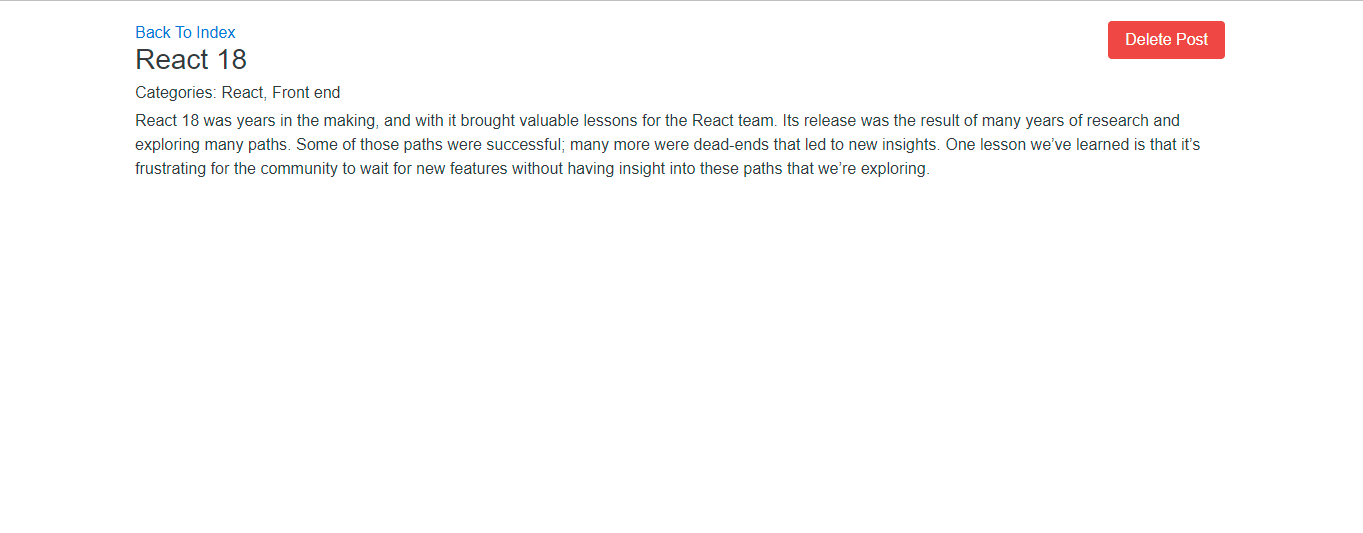 Back To Index
Delete Post
React 18
Categories: React, Front end
React 18 was years in the making, and with it brought valuable lessons for the React team. Its release was the result of many years of research and
exploring many paths. Some of those paths were successful; many more were dead-ends that led to new insights. One lesson we’ve learned is that it’s
frustrating for the community to wait for new features without having insight into these paths that we’re exploring.